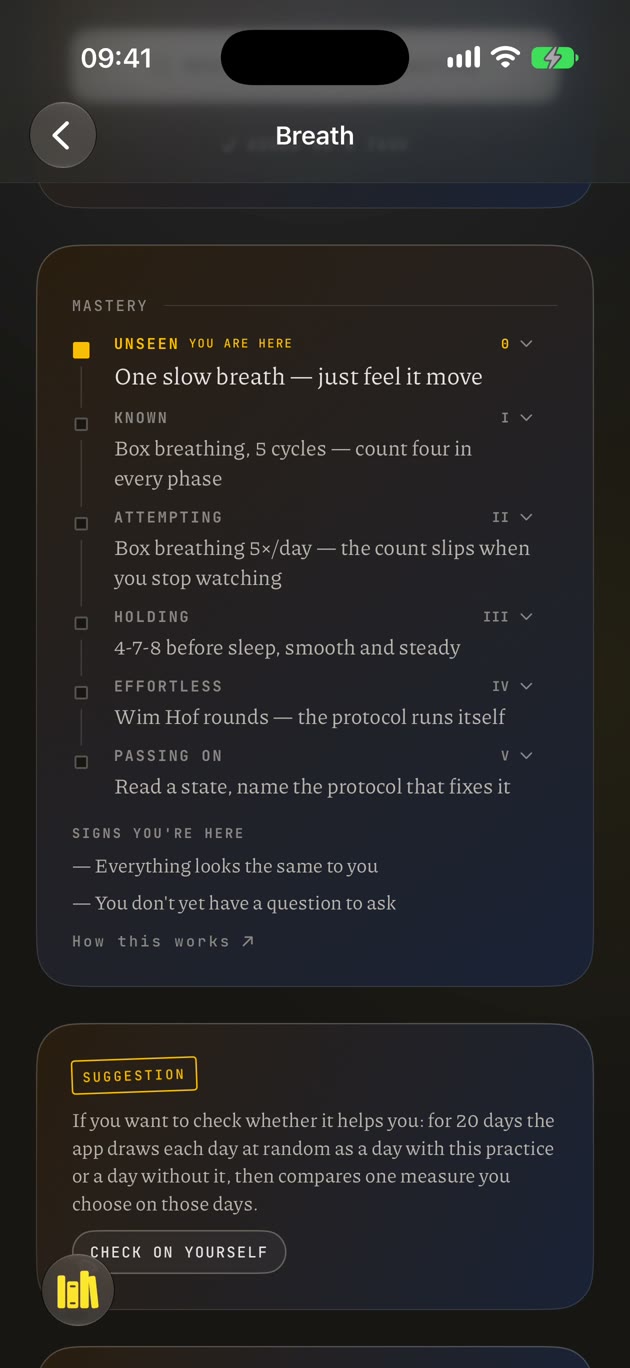 09:41
Breath
MASTERY
UNSEEN YOU ARE HERE 0
One slow breath — just feel it move
KNOWN I
Box breathing, 5 cycles — count four in
every phase
ATTEMPTING II
Box breathing 5×/day — the count slips when
you stop watching
HOLDING III
4-7-8 before sleep, smooth and steady
EFFORTLESS IV
Wim Hof rounds — the protocol runs itself
PASSING ON V
Read a state, name the protocol that fixes it
SIGNS YOU'RE HERE
— Everything looks the same to you
— You don't yet have a question to ask
How this works ↗
SUGGESTION
If you want to check whether it helps you: for 20 days the
app draws each day at random as a day with this practice
or a day without it, then compares one measure you
choose on those days.
CHECK ON YOURSELF